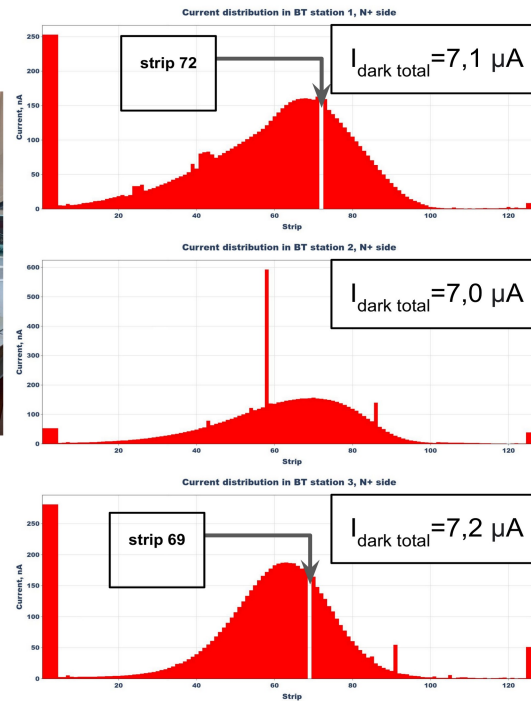 Current distribution in BT station 1, N+ side
strip 72
I dark total =7,1 µA
Current, nA
250
200
150
100
50
0
20
40
60
80
100
120
Strip
Current distribution in BT station 2, N+ side
I dark total =7,0 µA
Current, nA
600
500
400
300
200
100
0
20
40
60
80
100
120
Strip
Current distribution in BT station 3, N+ side
strip 69
I dark total =7,2 µA
Current, nA
250
200
150
100
50
0
20
40
60
80
100
120
Strip